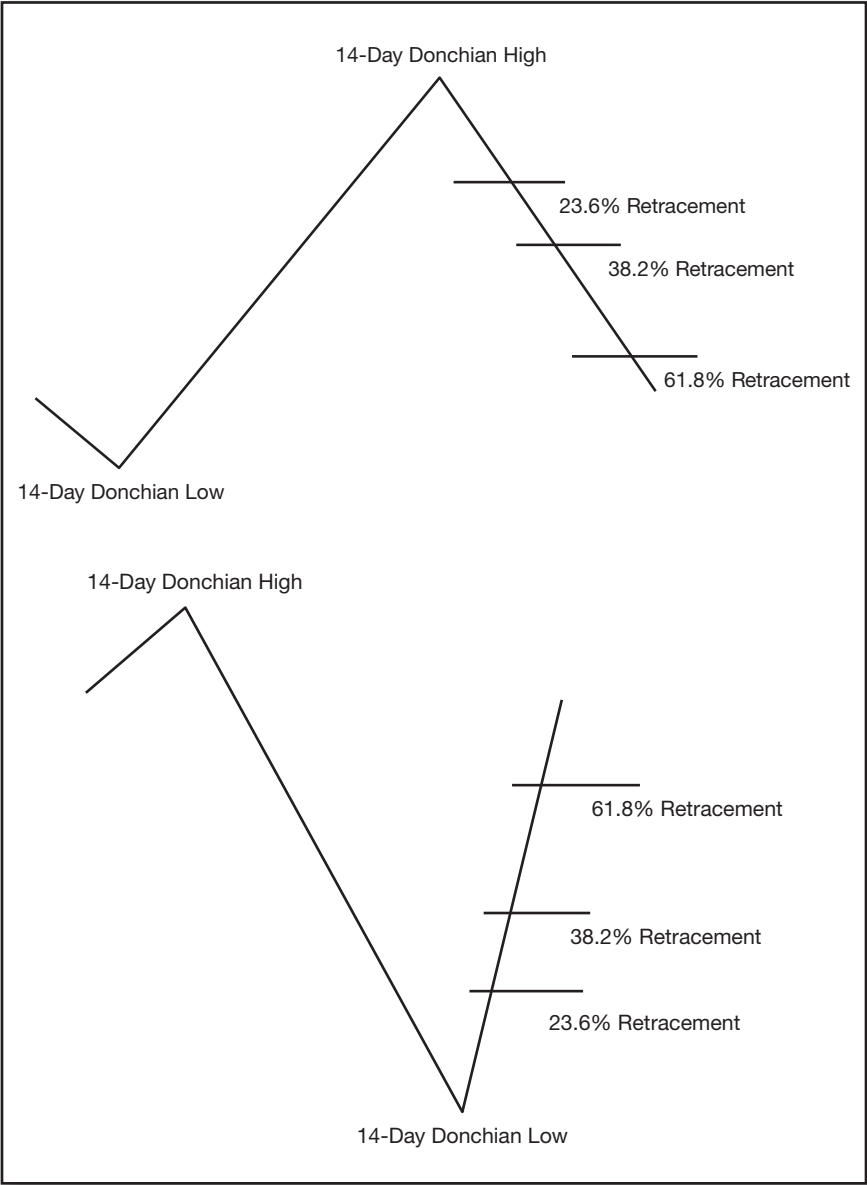 14-Day Donchian High
23.6% Retracement
38.2% Retracement
61.8% Retracement
14-Day Donchian Low
14-Day Donchian High
61.8% Retracement
38.2% Retracement
23.6% Retracement
14-Day Donchian Low